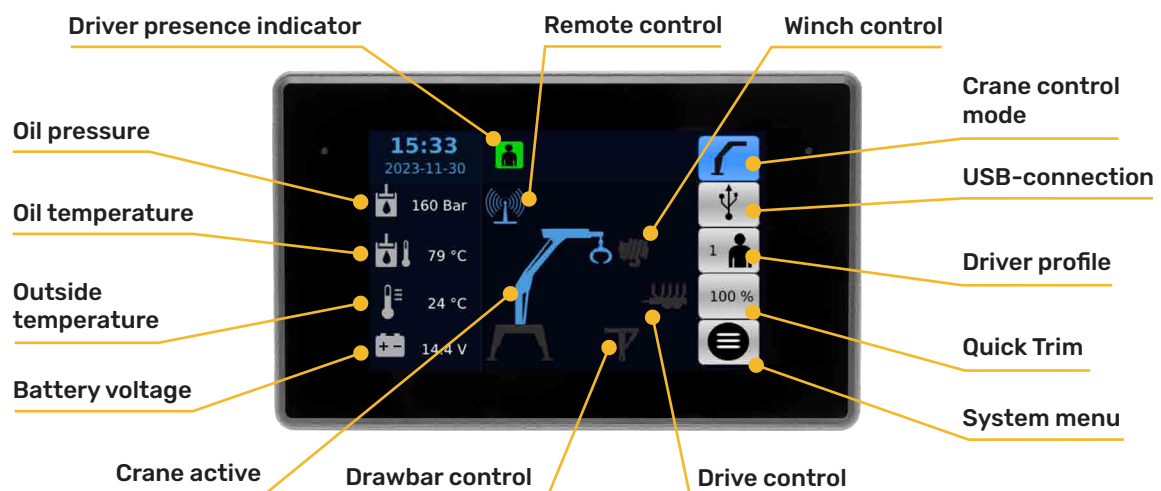 Driver presence indicator
Remote control
Winch control
Crane control
mode
Oil pressure
15:33
2023-11-30
USB-connection
160 Bar
Oil temperature
79 °C
1
Driver profile
Outside
temperature
24 °C
100 %
Quick Trim
14.4 V
Battery voltage
System menu
Crane active
Drawbar control
Drive control